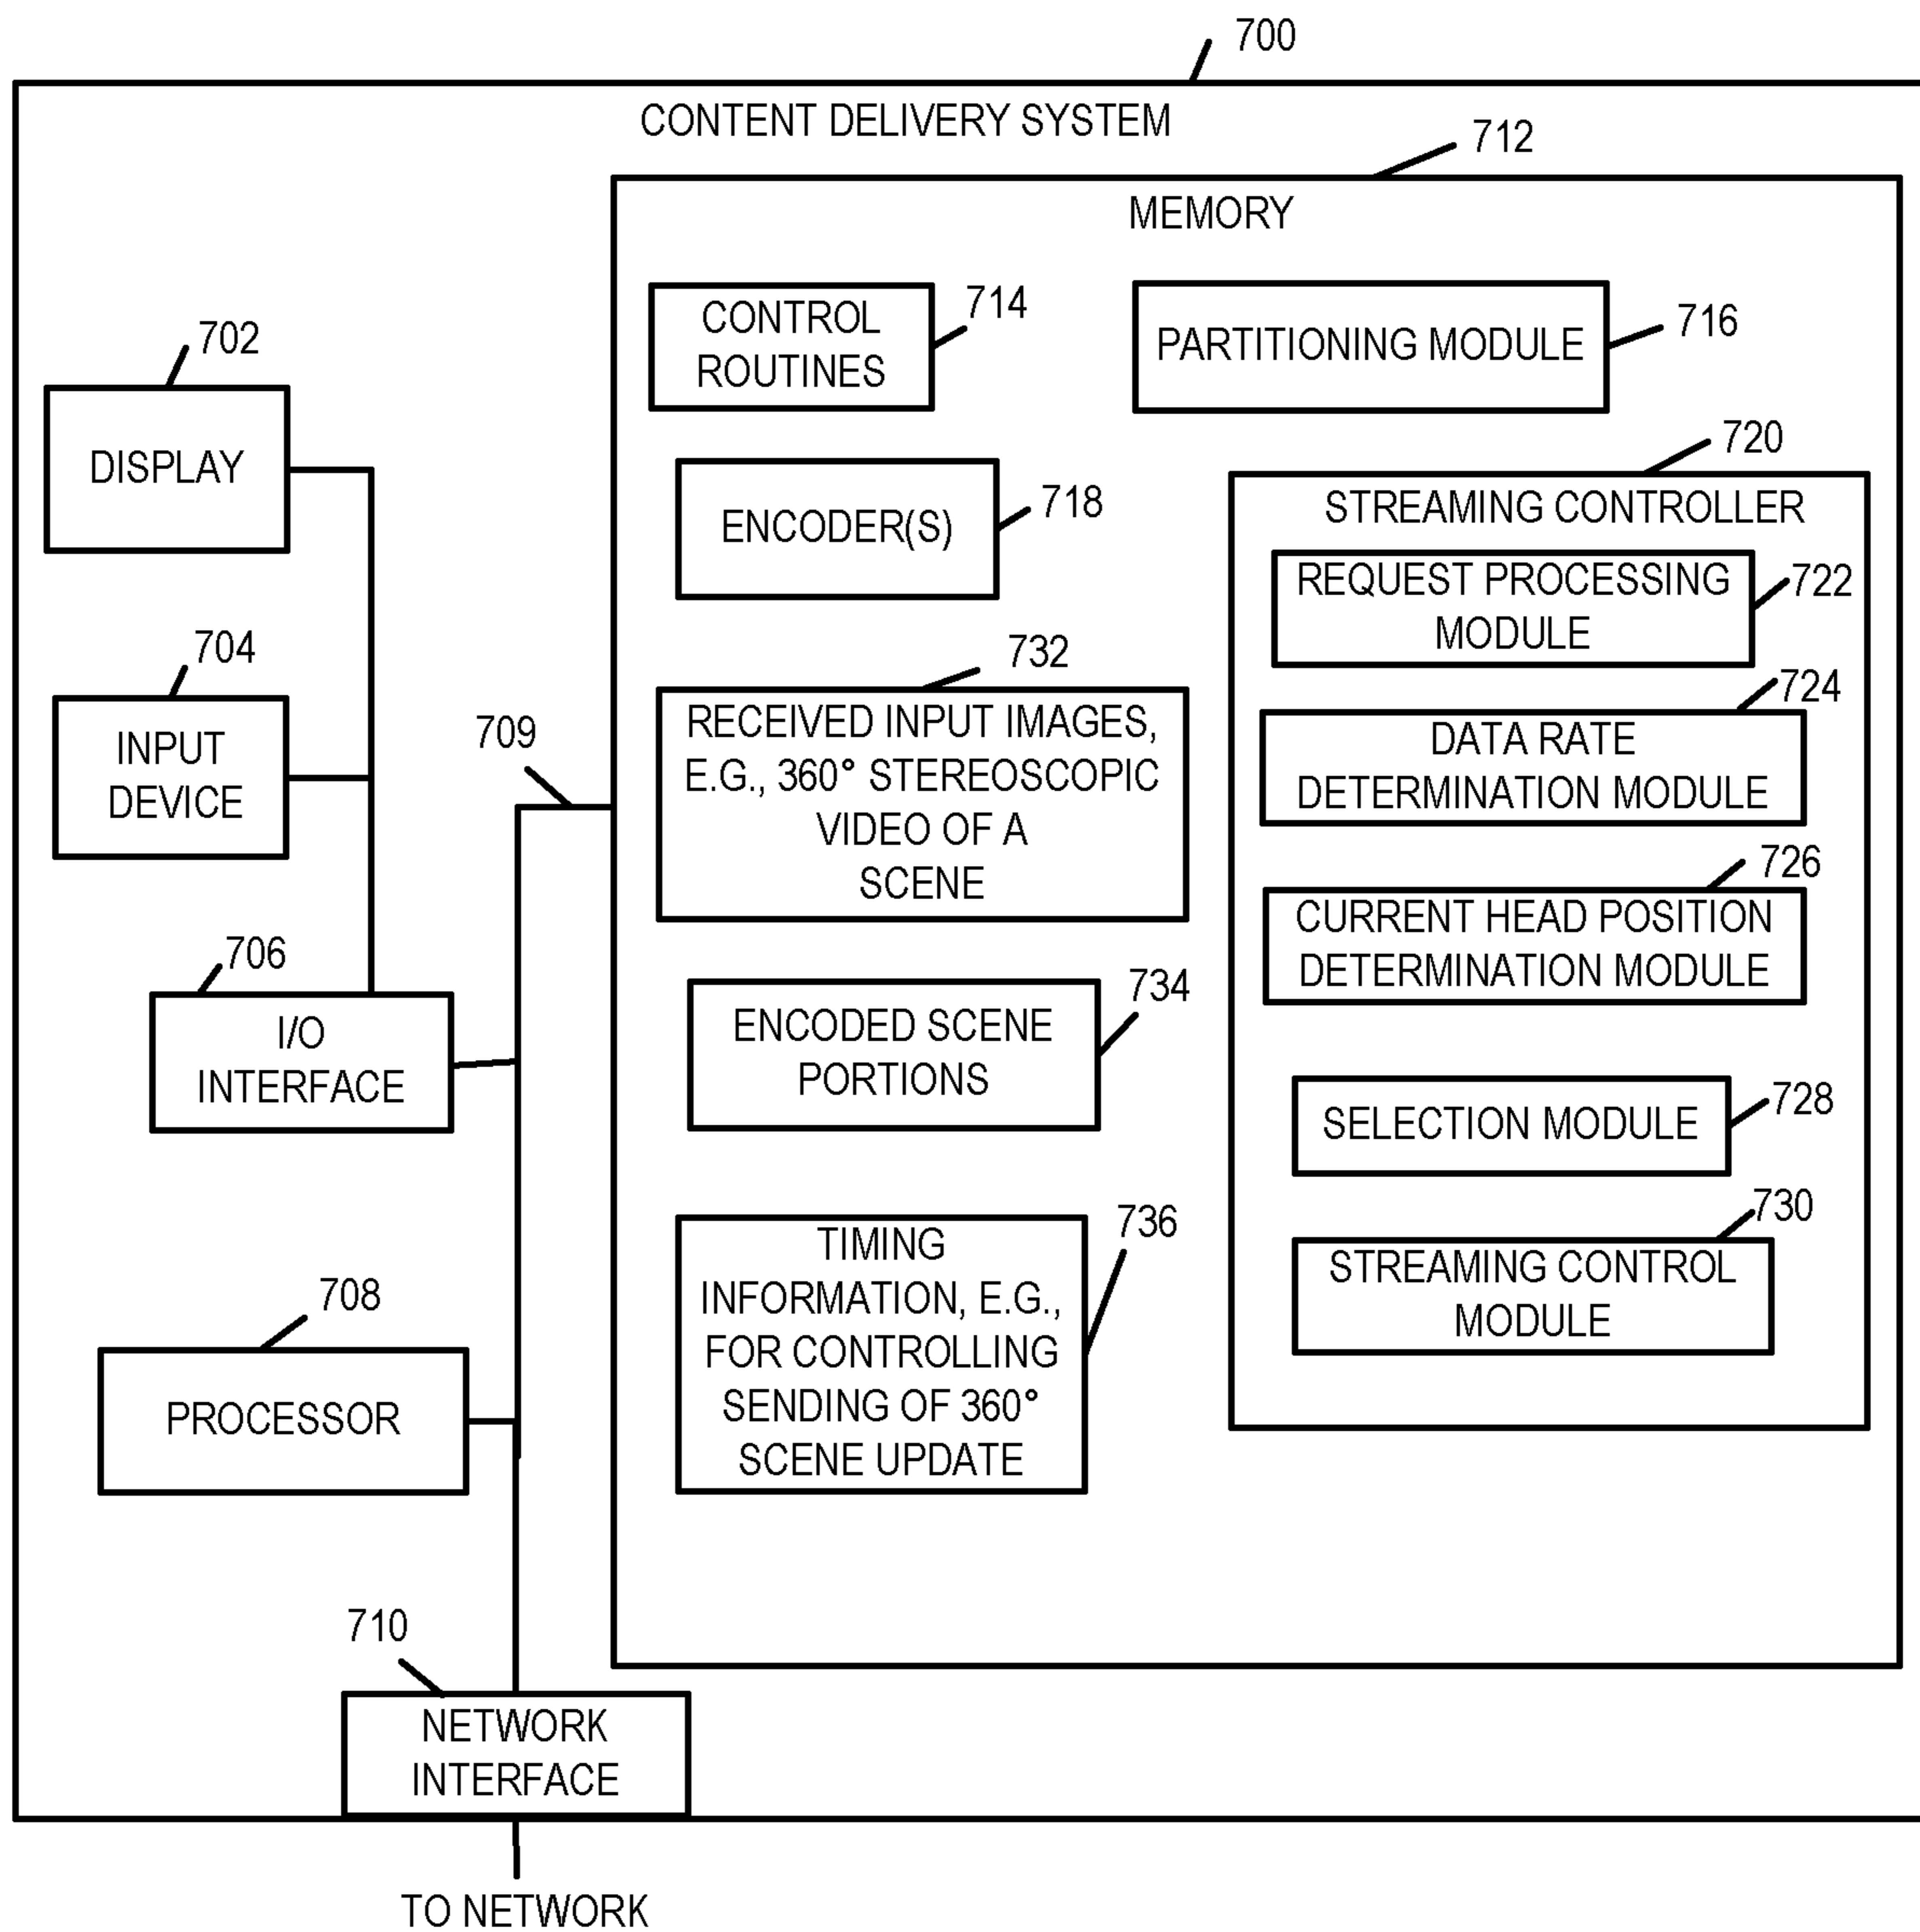 700
CONTENT DELIVERY SYSTEM
712
MEMORY
CONTROL
ROUTINES
714
PARTITIONING MODULE
716
702
DISPLAY
ENCODER(S)
718
720
STREAMING CONTROLLER
REQUEST PROCESSING
MODULE
722
704
INPUT
DEVICE
709
732
RECEIVED INPUT IMAGES,
E.G., 360° STEREOSCOPIC
VIDEO OF A
SCENE
724
DATA RATE
DETERMINATION MODULE
726
CURRENT HEAD POSITION
DETERMINATION MODULE
706
I/O
INTERFACE
734
ENCODED SCENE
PORTIONS
SELECTION MODULE
728
736
TIMING
INFORMATION, E.G.,
FOR CONTROLLING
SENDING OF 360°
SCENE UPDATE
730
STREAMING CONTROL
MODULE
708
PROCESSOR
710
NETWORK
INTERFACE
TO NETWORK